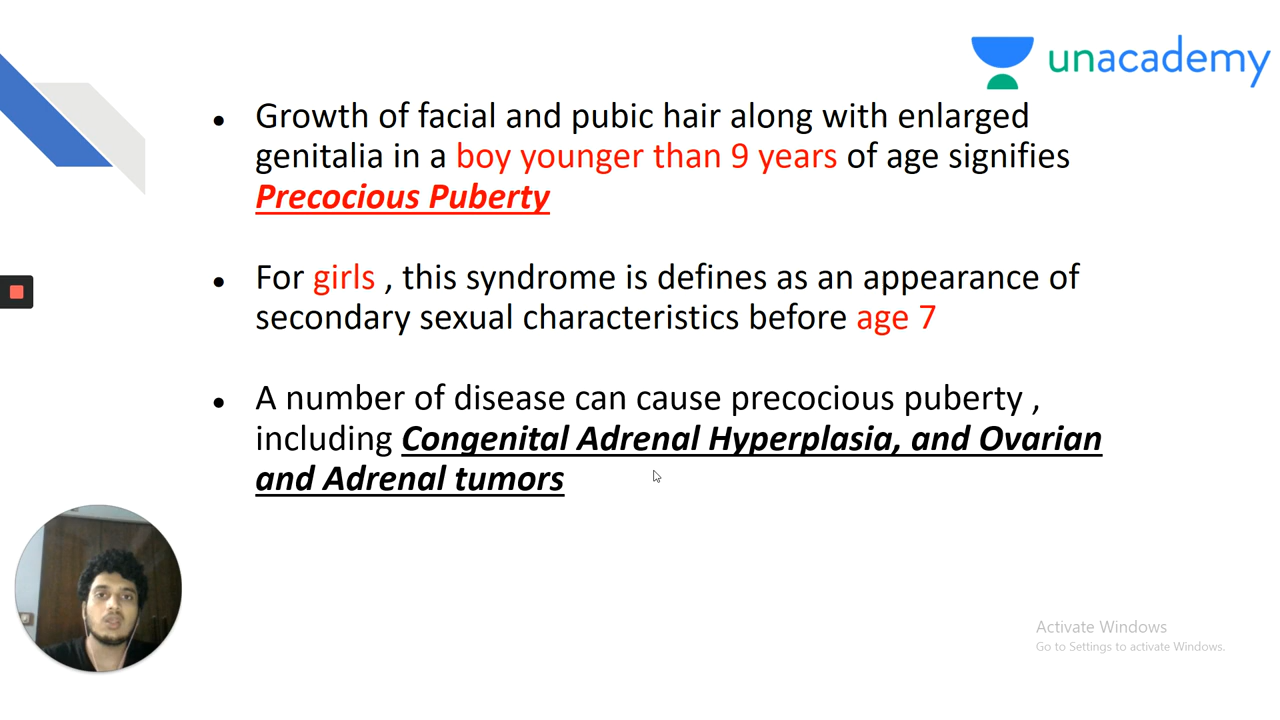 unacademy
● Growth of facial and pubic hair along with enlarged
genitalia in a boy younger than 9 years of age signifies
Precocious Puberty
● For girls , this syndrome is defines as an appearance of
secondary sexual characteristics before age 7
● A number of disease can cause precocious puberty ,
including Congenital Adrenal Hyperplasia, and Ovarian
and Adrenal tumors
Activate Windows
Go to Settings to activate Windows.